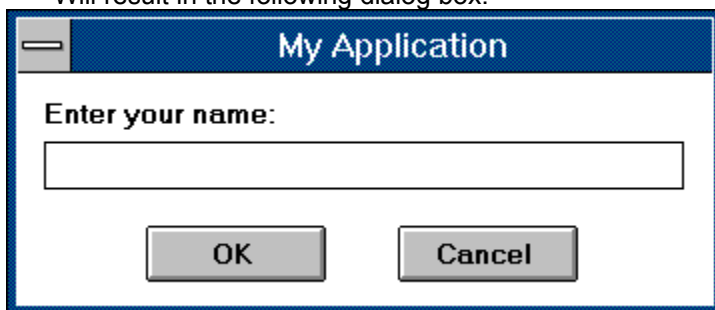 Will result in the following dialog box:
My Application
Enter your name:
OK
Cancel